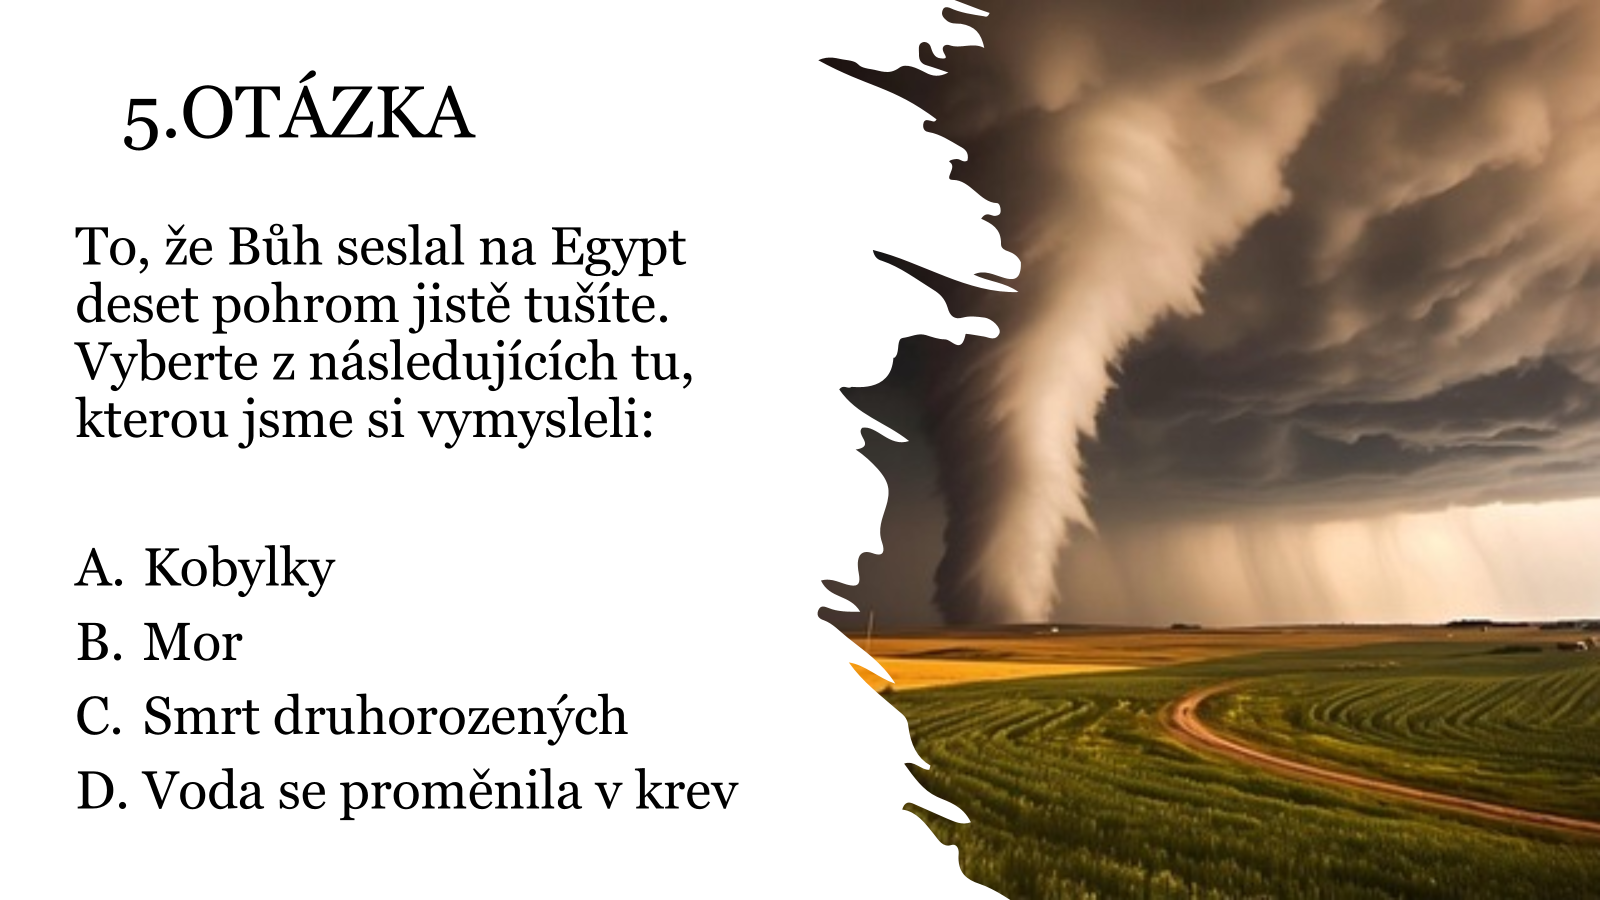 5.OTÁZKA
To, že Bůh seslal na Egypt
deset pohrom jistě tušíte.
Vyberte z následujících tu,
kterou jsme si vymysleli:
A. Kobylky
B. Mor
C. Smrt druhorozených
D. Voda se proměnila v krev